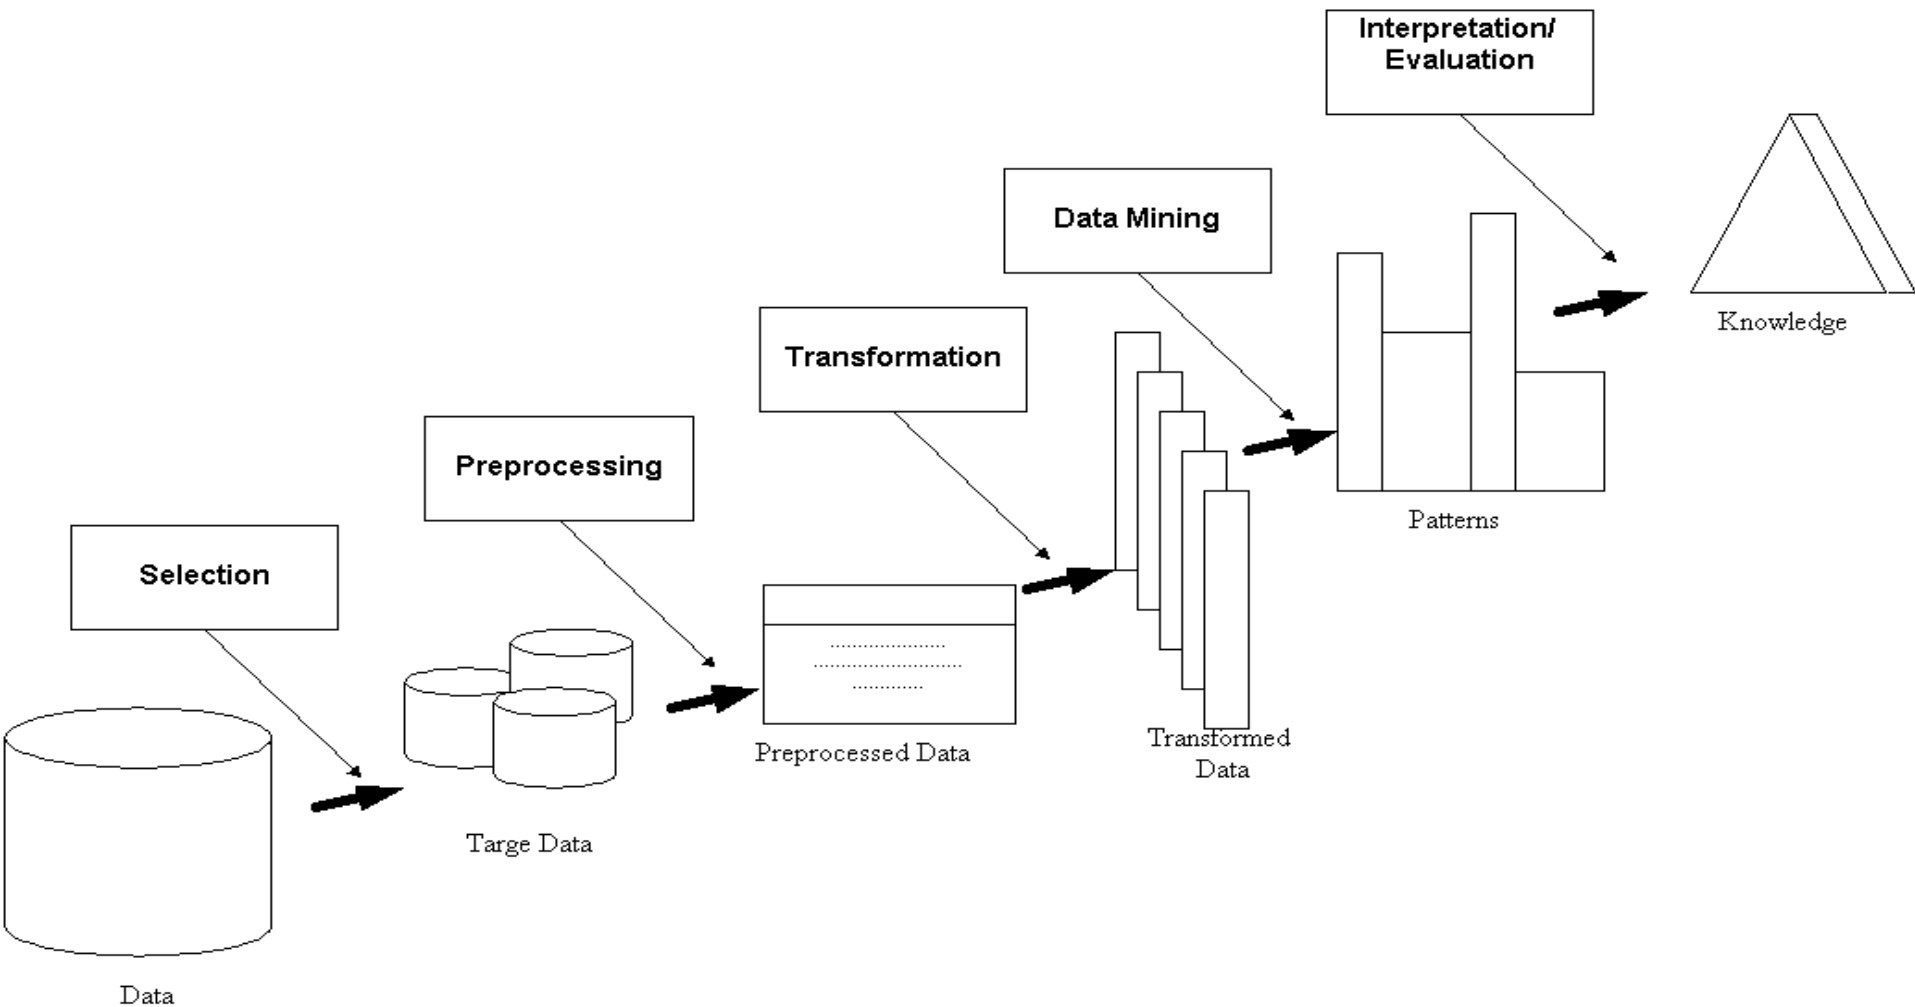 Interpretation/
Evaluation
Data Mining
Knowledge
Transformation
Preprocessing
Patterns
Selection
Transformed
Data
Preprocessed Data
Targe Data
Data